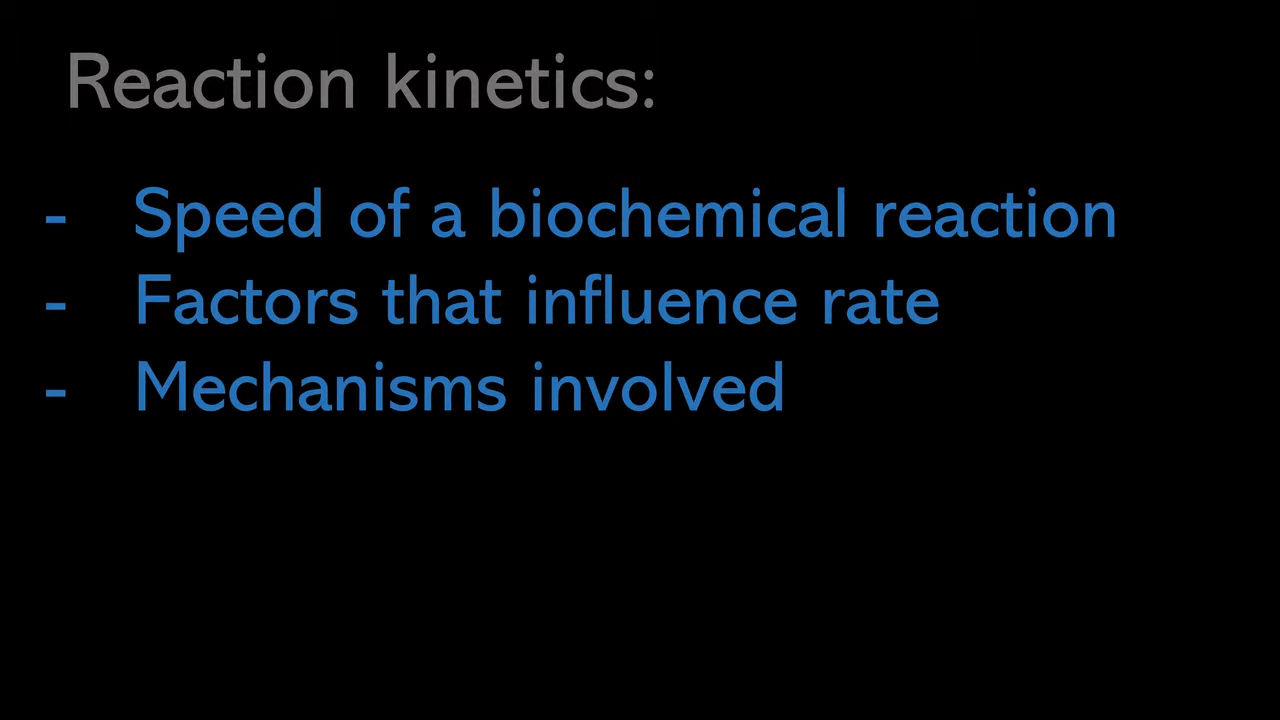 Reaction kinetics:
- Speed of a biochemical reaction
- Factors that influence rate
- Mechanisms involved